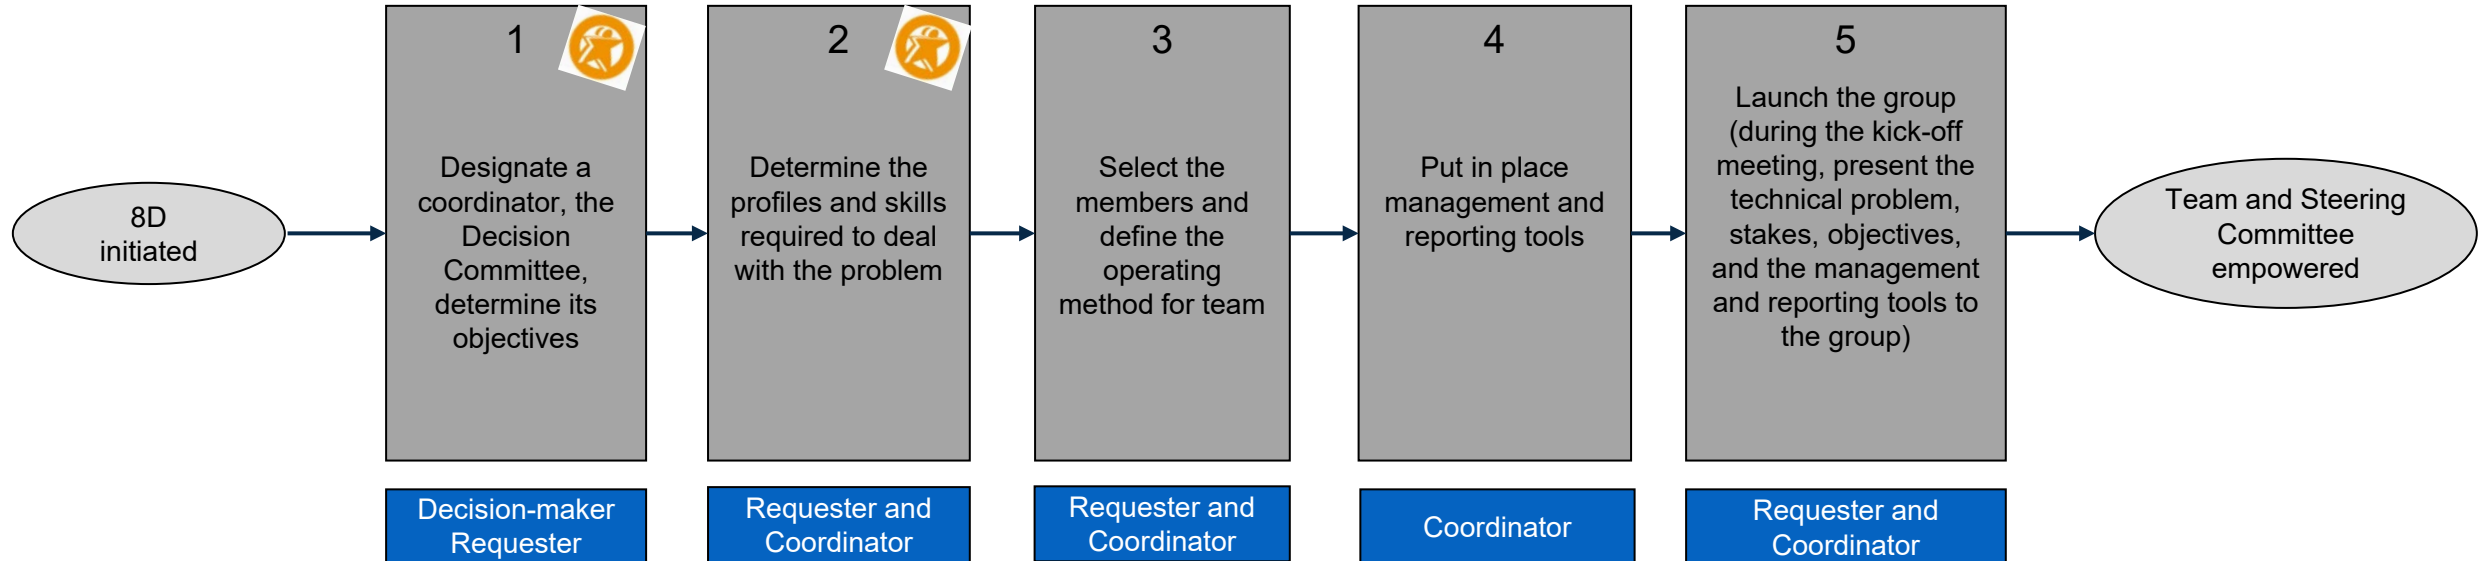 8D
initiated
1
Designate a
coordinator, the
Decision
Committee,
determine its
objectives
Decision-maker
Requester
2
Determine the
profiles and skills
required to deal
with the problem
Requester and
Coordinator
3
Select the
members and
define the
operating
method for team
Requester and
Coordinator
4
Put in place
management and
reporting tools
Coordinator
5
Launch the group
(during the kick-off
meeting, present the
technical problem,
stakes, objectives,
and the management
and reporting tools to
the group)
Requester and
Coordinator
Team and Steering
Committee
empowered